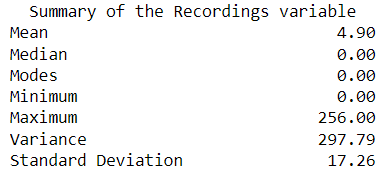 Summary of the Recordings variable
Mean 4.90
Median 0.00
Modes 0.00
Minimum 0.00
Maximum 256.00
Variance 297.79
Standard Deviation 17.26